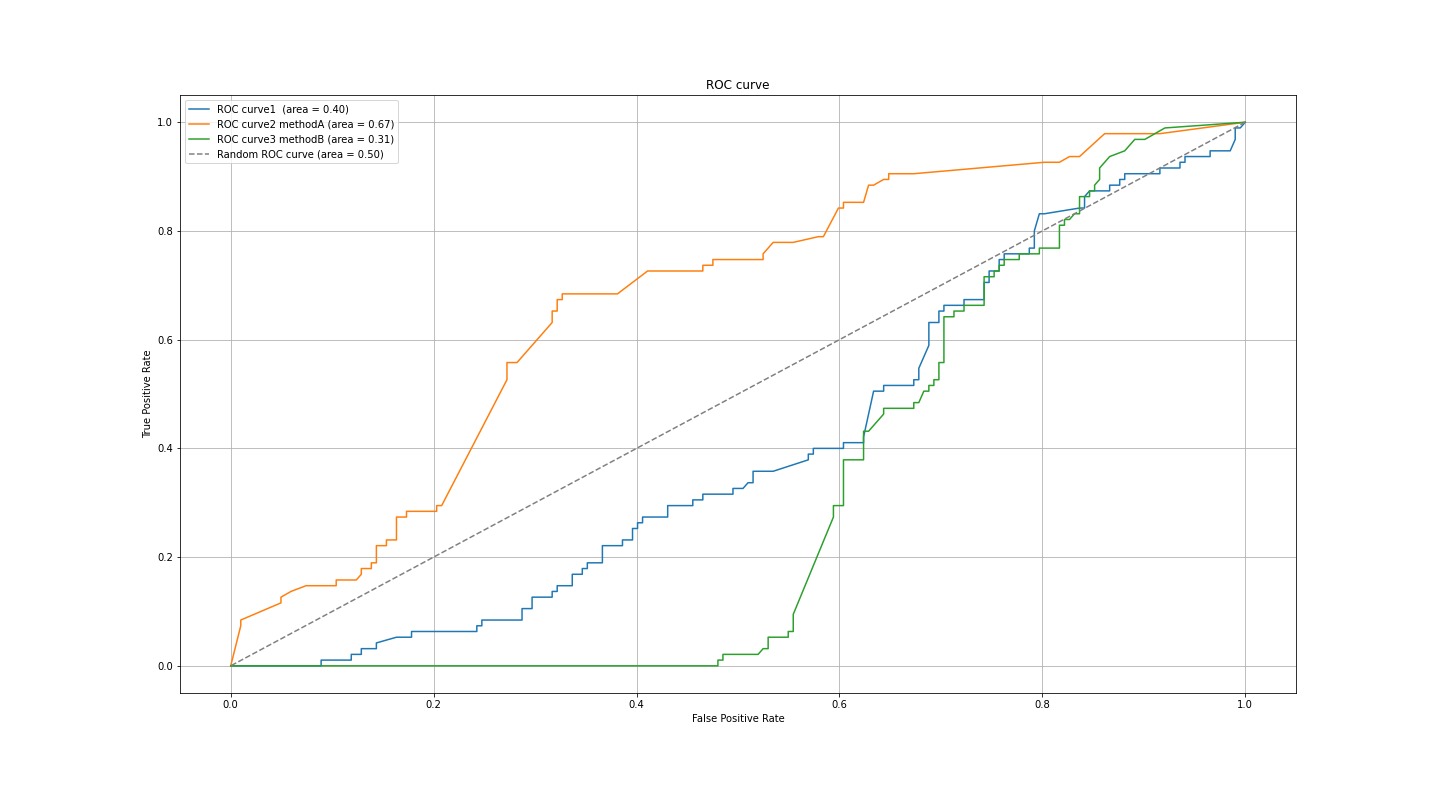 ROC curve
ROC curve1  (area = 0.40)
ROC curve2 methodA (area = 0.67)
ROC curve3 methodB (area = 0.31)
Random ROC curve (area = 0.50)
1.0
0.8
0.6
0.4
0.2
0.0
True Positive Rate
0.0 0.2 0.4 0.6 0.8 1.0
False Positive Rate